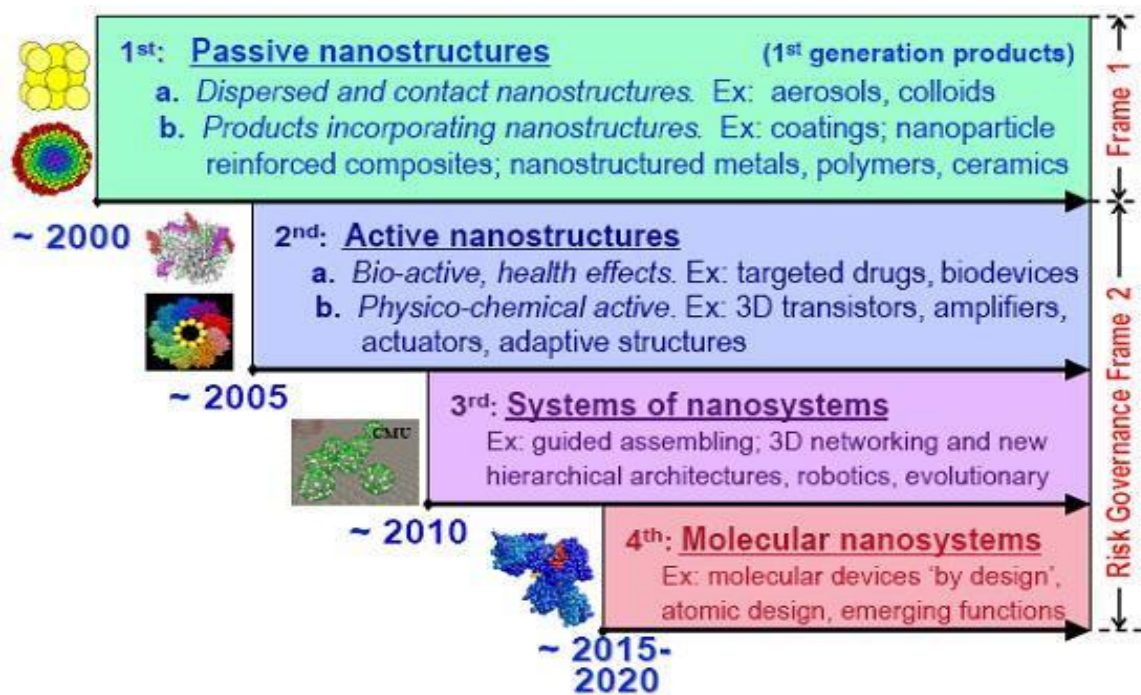 1st: Passive nanostructures (1st generation products)
a. Dispersed and contact nanostructures. Ex: aerosols, colloids
b. Products incorporating nanostructures. Ex: coatings; nanoparticle
reinforced composites; nanostructured metals, polymers, ceramics
~ 2000
2nd: Active nanostructures
a. Bio-active, health effects. Ex: targeted drugs, biodevices
b. Physico-chemical active. Ex: 3D transistors, amplifiers,
actuators, adaptive structures
~ 2005
CMU
3rd: Systems of nanosystems
Ex: guided assembling; 3D networking and new
hierarchical architectures, robotics, evolutionary
~ 2010
4th: Molecular nanosystems
Ex: molecular devices ‘by design’,
atomic design, emerging functions
~ 2015-
2020
Frame 1
Risk Governance Frame 2